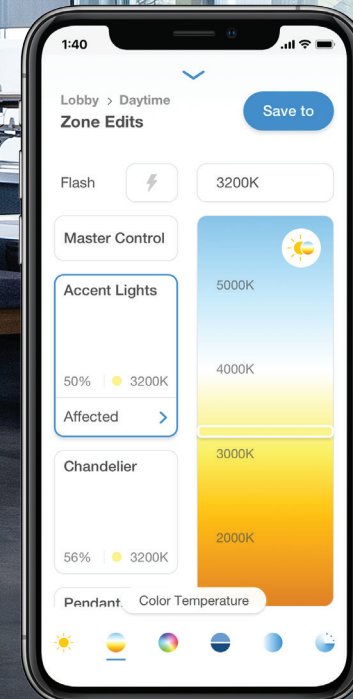 1:40
Lobby > Daytime
Zone Edits
Save to
Flash
3200K
Master Control
Accent Lights
50%
3200K
Affected
Chandelier
56%
3200K
Pendant
5000K
4000K
3000K
2000K
Color Temperature